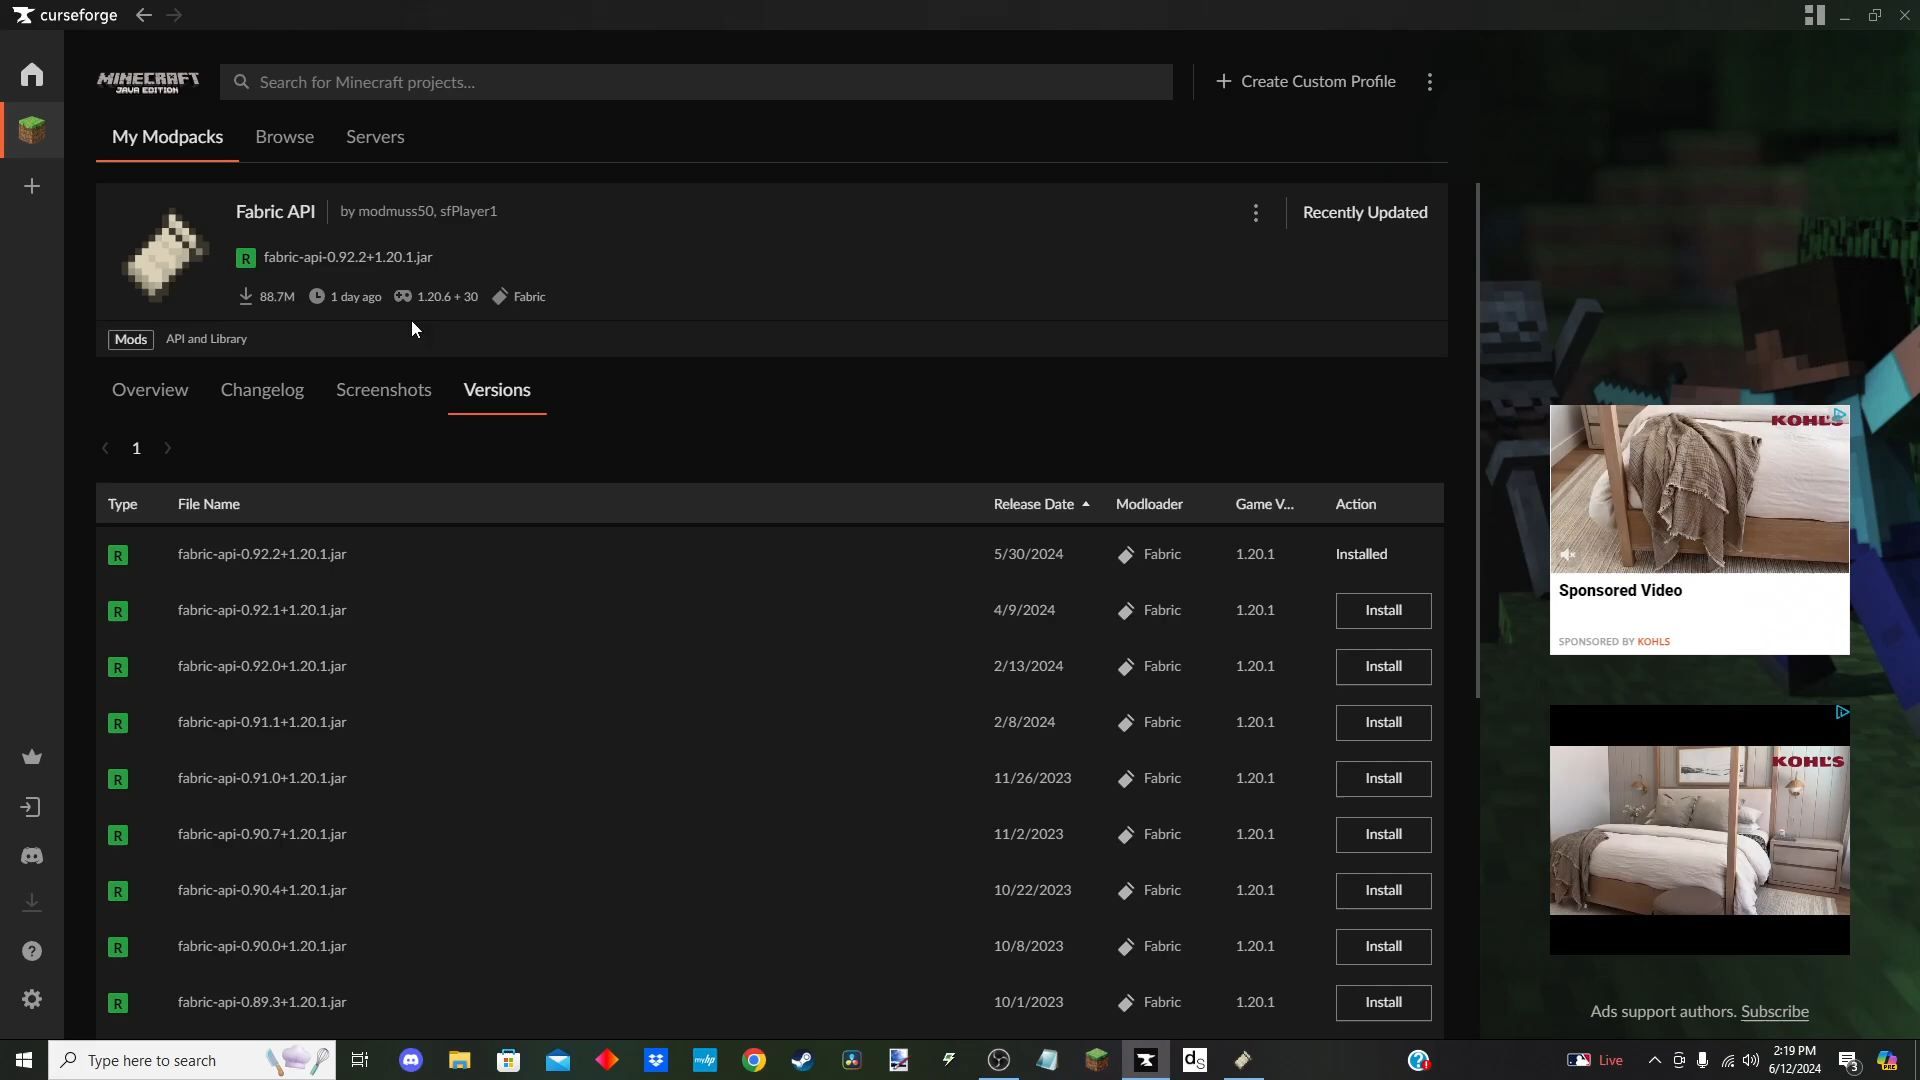 curseforge
MINECRAFT
JAVA EDITION
Search for Minecraft projects...
Create Custom Profile
My Modpacks
Browse
Servers
Fabric API
by modmuss50, sfPlayer1
Recently Updated
R fabric-api-0.92.2+1.20.1.jar
88.7M 1 day ago 1.20.6 + 30 Fabric
Mods API and Library
Overview
Changelog
Screenshots
Versions
1
Type File Name Release Date Modloader Game V... Action
R fabric-api-0.92.2+1.20.1.jar 5/30/2024 Fabric 1.20.1 Installed
R fabric-api-0.92.1+1.20.1.jar 4/9/2024 Fabric 1.20.1 Install
R fabric-api-0.92.0+1.20.1.jar 2/13/2024 Fabric 1.20.1 Install
R fabric-api-0.91.1+1.20.1.jar 2/8/2024 Fabric 1.20.1 Install
R fabric-api-0.91.0+1.20.1.jar 11/26/2023 Fabric 1.20.1 Install
R fabric-api-0.90.7+1.20.1.jar 11/2/2023 Fabric 1.20.1 Install
R fabric-api-0.90.4+1.20.1.jar 10/22/2023 Fabric 1.20.1 Install
R fabric-api-0.90.0+1.20.1.jar 10/8/2023 Fabric 1.20.1 Install
R fabric-api-0.89.3+1.20.1.jar 10/1/2023 Fabric 1.20.1 Install
KOHL'S
Sponsored Video
SPONSORED BY KOHLS
KOHL'S
Ads support authors. Subscribe
Type here to search
myhp
ds
Live
2:19 PM
6/12/2024
3
PRE